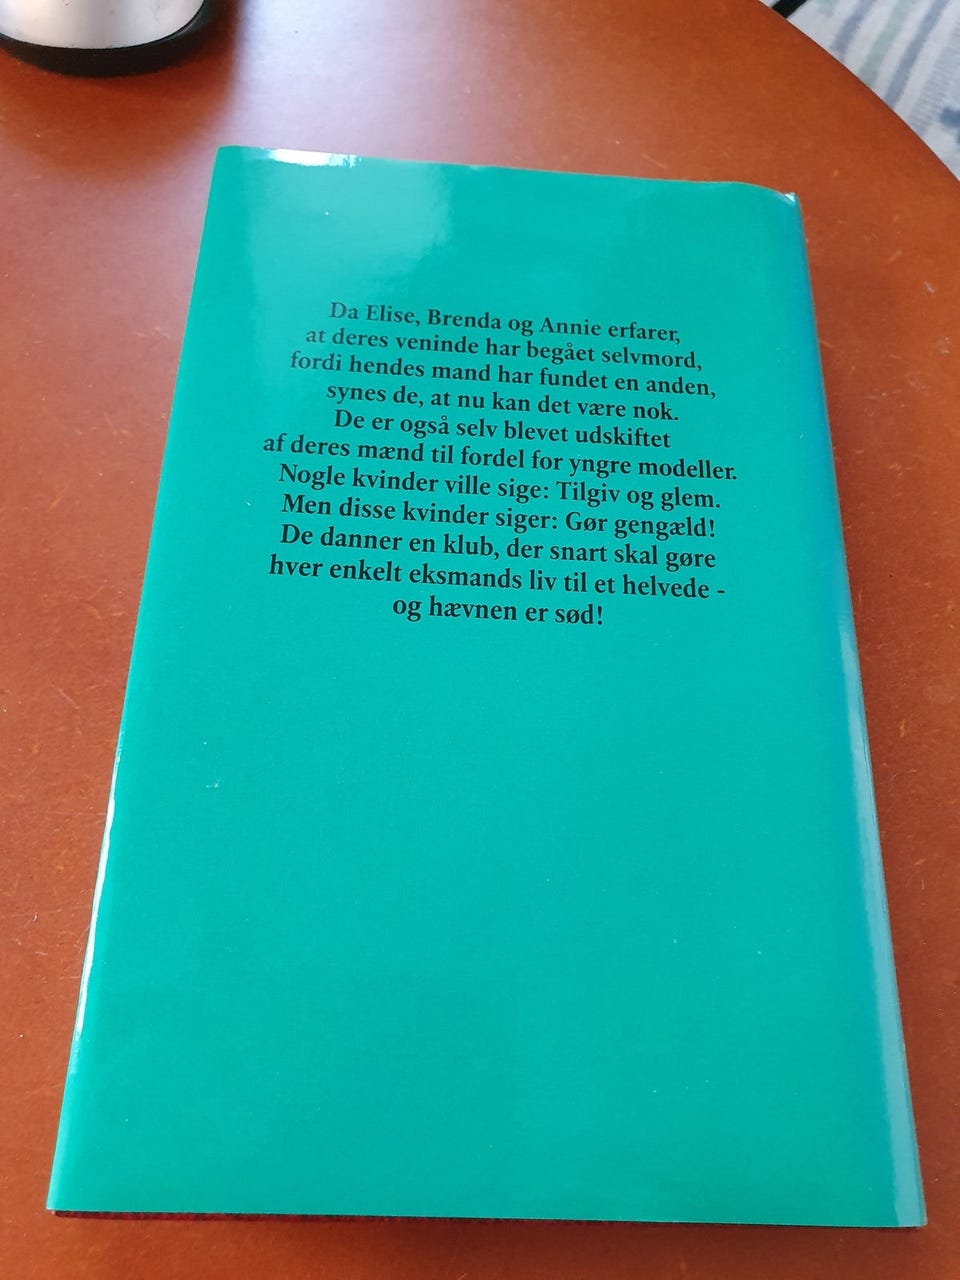 Da Elise, Brenda og Annie erfarer,
at deres veninde har begået selvmord,
fordi hendes mand har fundet en anden,
synes de, at nu kan det være nok.
De er også selv blevet udskiftet
af deres mænd til fordel for yngre modeller.
Nogle kvinder ville sige: Tilgiv og glem.
Men disse kvinder siger: Gør gengæld!
De danner en klub, der snart skal gøre
hver enkelt eksmands liv til et helvede -
og hævnen er sød!